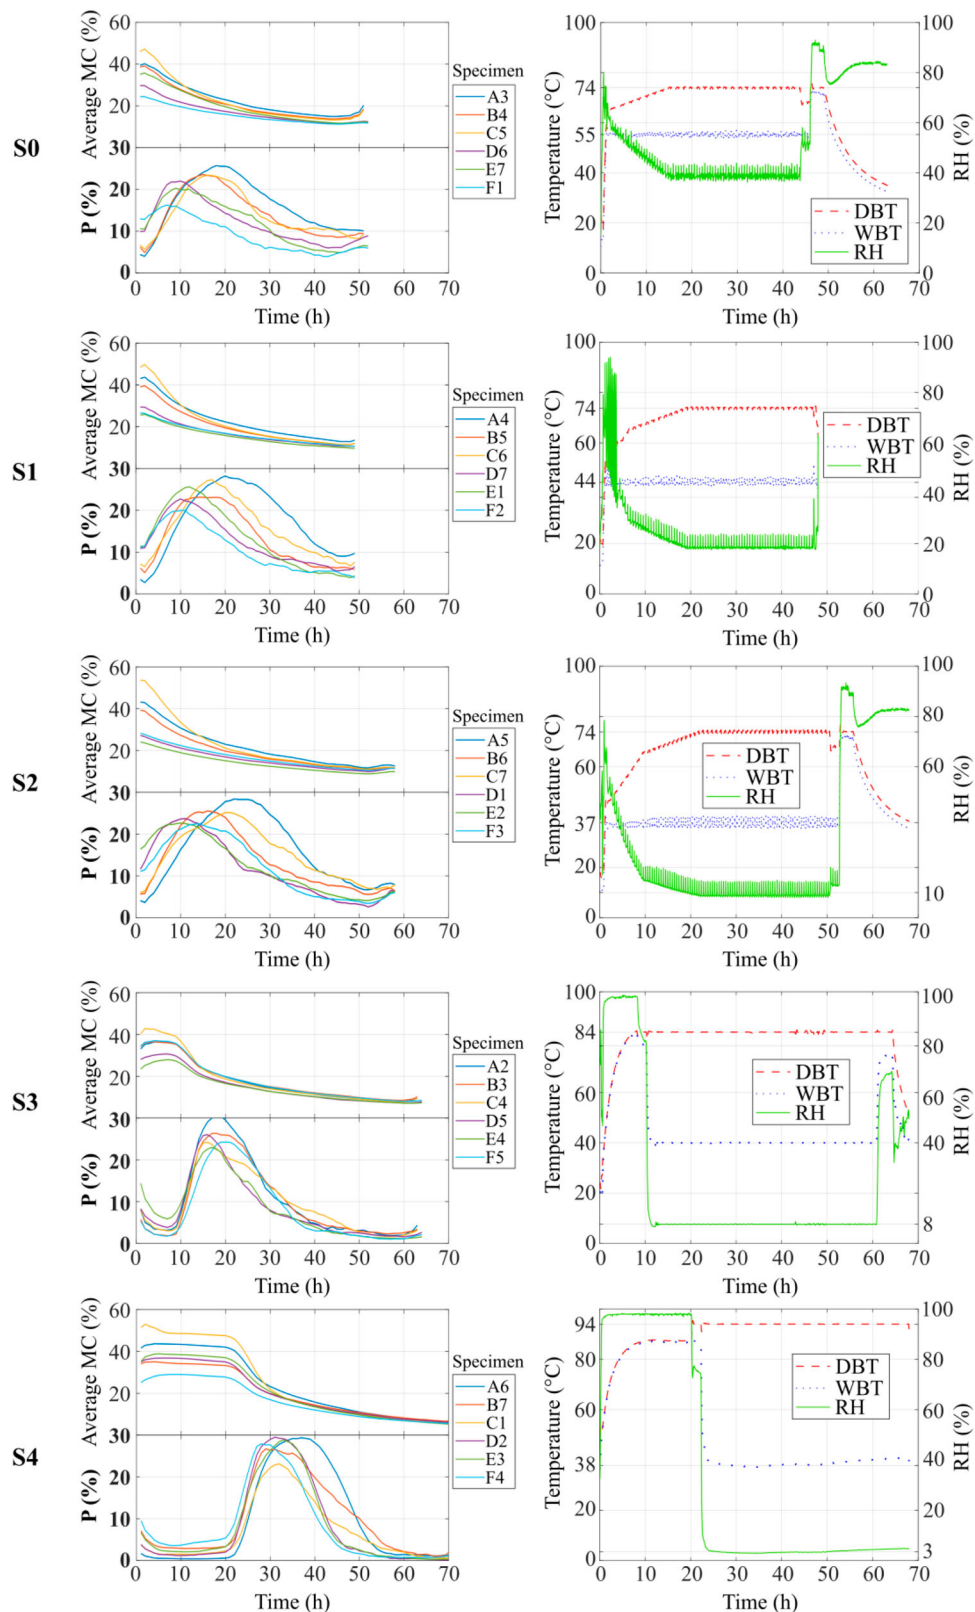 S0
Average MC (%)
60
40
20
30
P (%)
20
10
0
0 10 20 30 40 50 60 70
Time (h)
Specimen
A3
B4
C5
D6
E7
F1
Temperature (°C)
100
74
55
40
20
0
0 10 20 30 40 50 60 70
Time (h)
DBT
WBT
RH
RH (%)
100
80
60
40
20
0
S1
Average MC (%)
60
40
20
30
P (%)
20
10
0
0 10 20 30 40 50 60 70
Time (h)
Specimen
A4
B5
C6
D7
E1
F2
Temperature (°C)
100
74
60
44
20
0
0 10 20 30 40 50 60 70
Time (h)
DBT
WBT
RH
RH (%)
100
80
60
40
20
0
S2
Average MC (%)
60
40
20
30
P (%)
20
10
0
0 10 20 30 40 50 60 70
Time (h)
Specimen
A5
B6
C7
D1
E2
F3
Temperature (°C)
100
74
60
37
20
0
0 10 20 30 40 50 60 70
Time (h)
DBT
WBT
RH
RH (%)
100
80
60
10
S3
Average MC (%)
60
40
20
30
P (%)
20
10
0
0 10 20 30 40 50 60 70
Time (h)
Specimen
A2
B3
C4
D5
E4
F5
Temperature (°C)
100
84
60
40
20
0
0 10 20 30 40 50 60 70
Time (h)
DBT
WBT
RH
RH (%)
100
80
60
40
20
8
S4
Average MC (%)
60
40
20
30
P (%)
20
10
0
0 10 20 30 40 50 60 70
Time (h)
Specimen
A6
B7
C1
D2
E3
F4
Temperature (°C)
94
80
60
38
20
0
0 10 20 30 40 50 60 70
Time (h)
DBT
WBT
RH
RH (%)
100
80
60
40
20
3